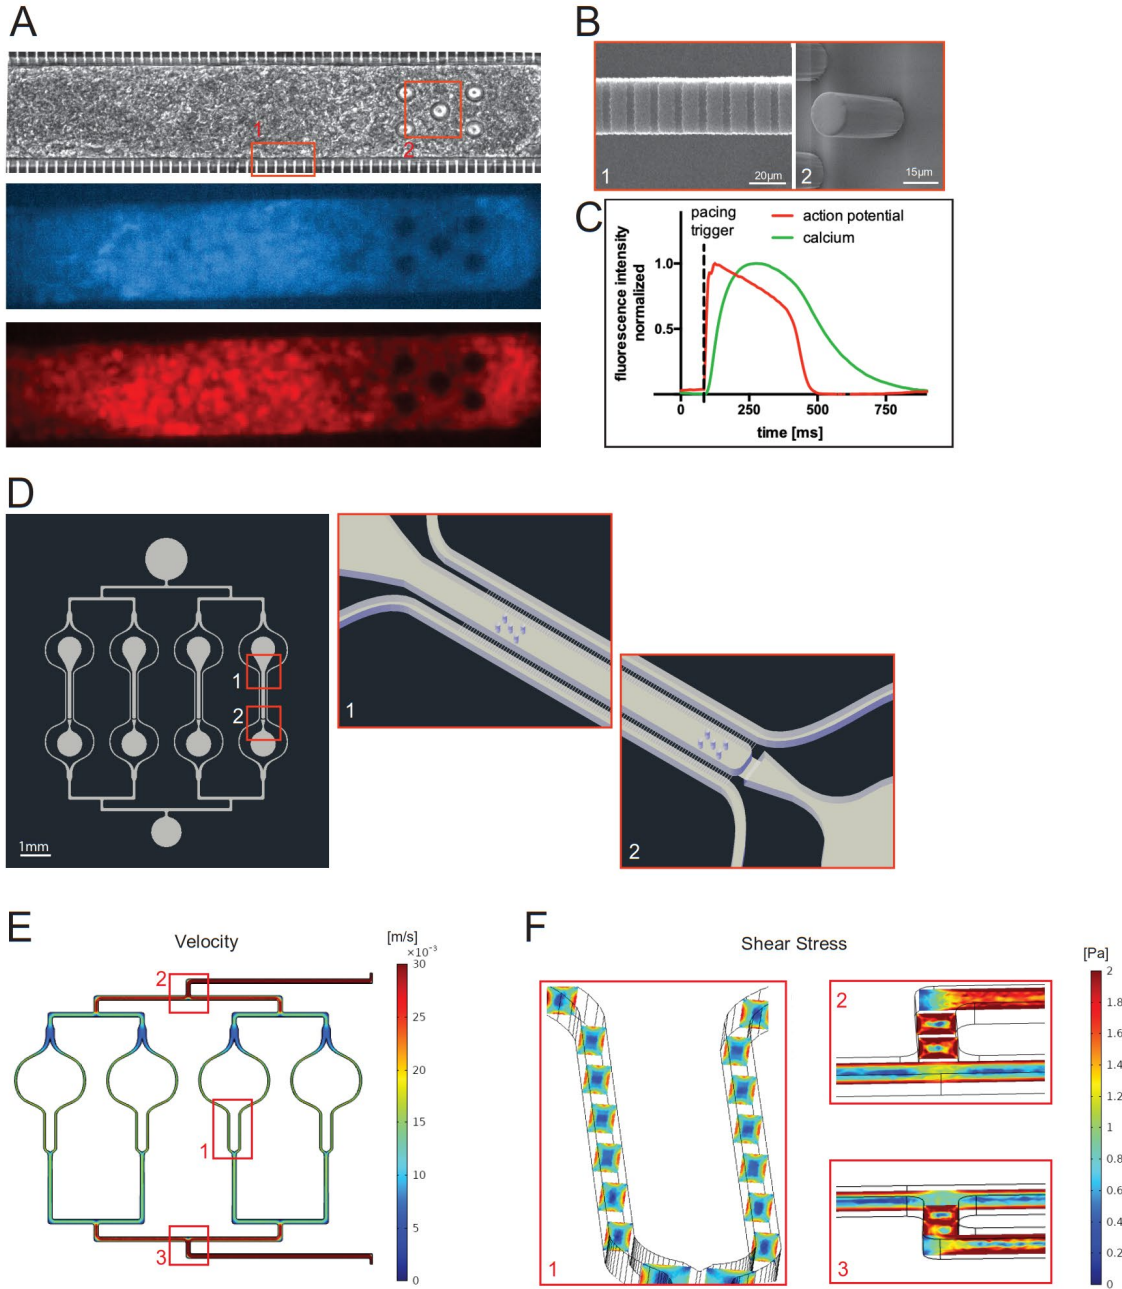 A
1
2
B
1
20µm
2
15µm
C
pacing
trigger
action potential
calcium
fluorescence intensity
normalized
1.0
0.5
0
250
500
750
time [ms]
D
1
2
1mm
1
2
E
Velocity
[m/s]
×10⁻³
30
25
20
15
10
5
0
2
1
3
F
Shear Stress
[Pa]
2
1.8
1.6
1.4
1.2
1
0.8
0.6
0.4
0.2
0
1
2
3